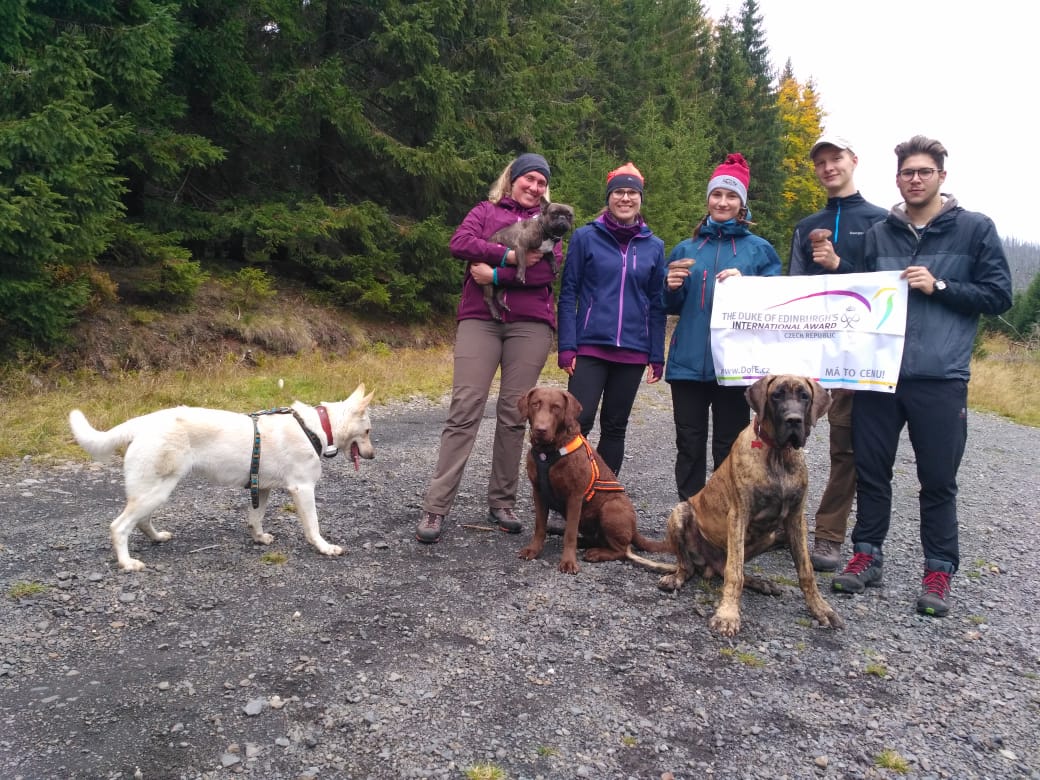 THE DUKE OF EDINBURGH'S
INTERNATIONAL AWARD
CZECH REPUBLIC
www.DofE.cz
MÁ TO CENU!